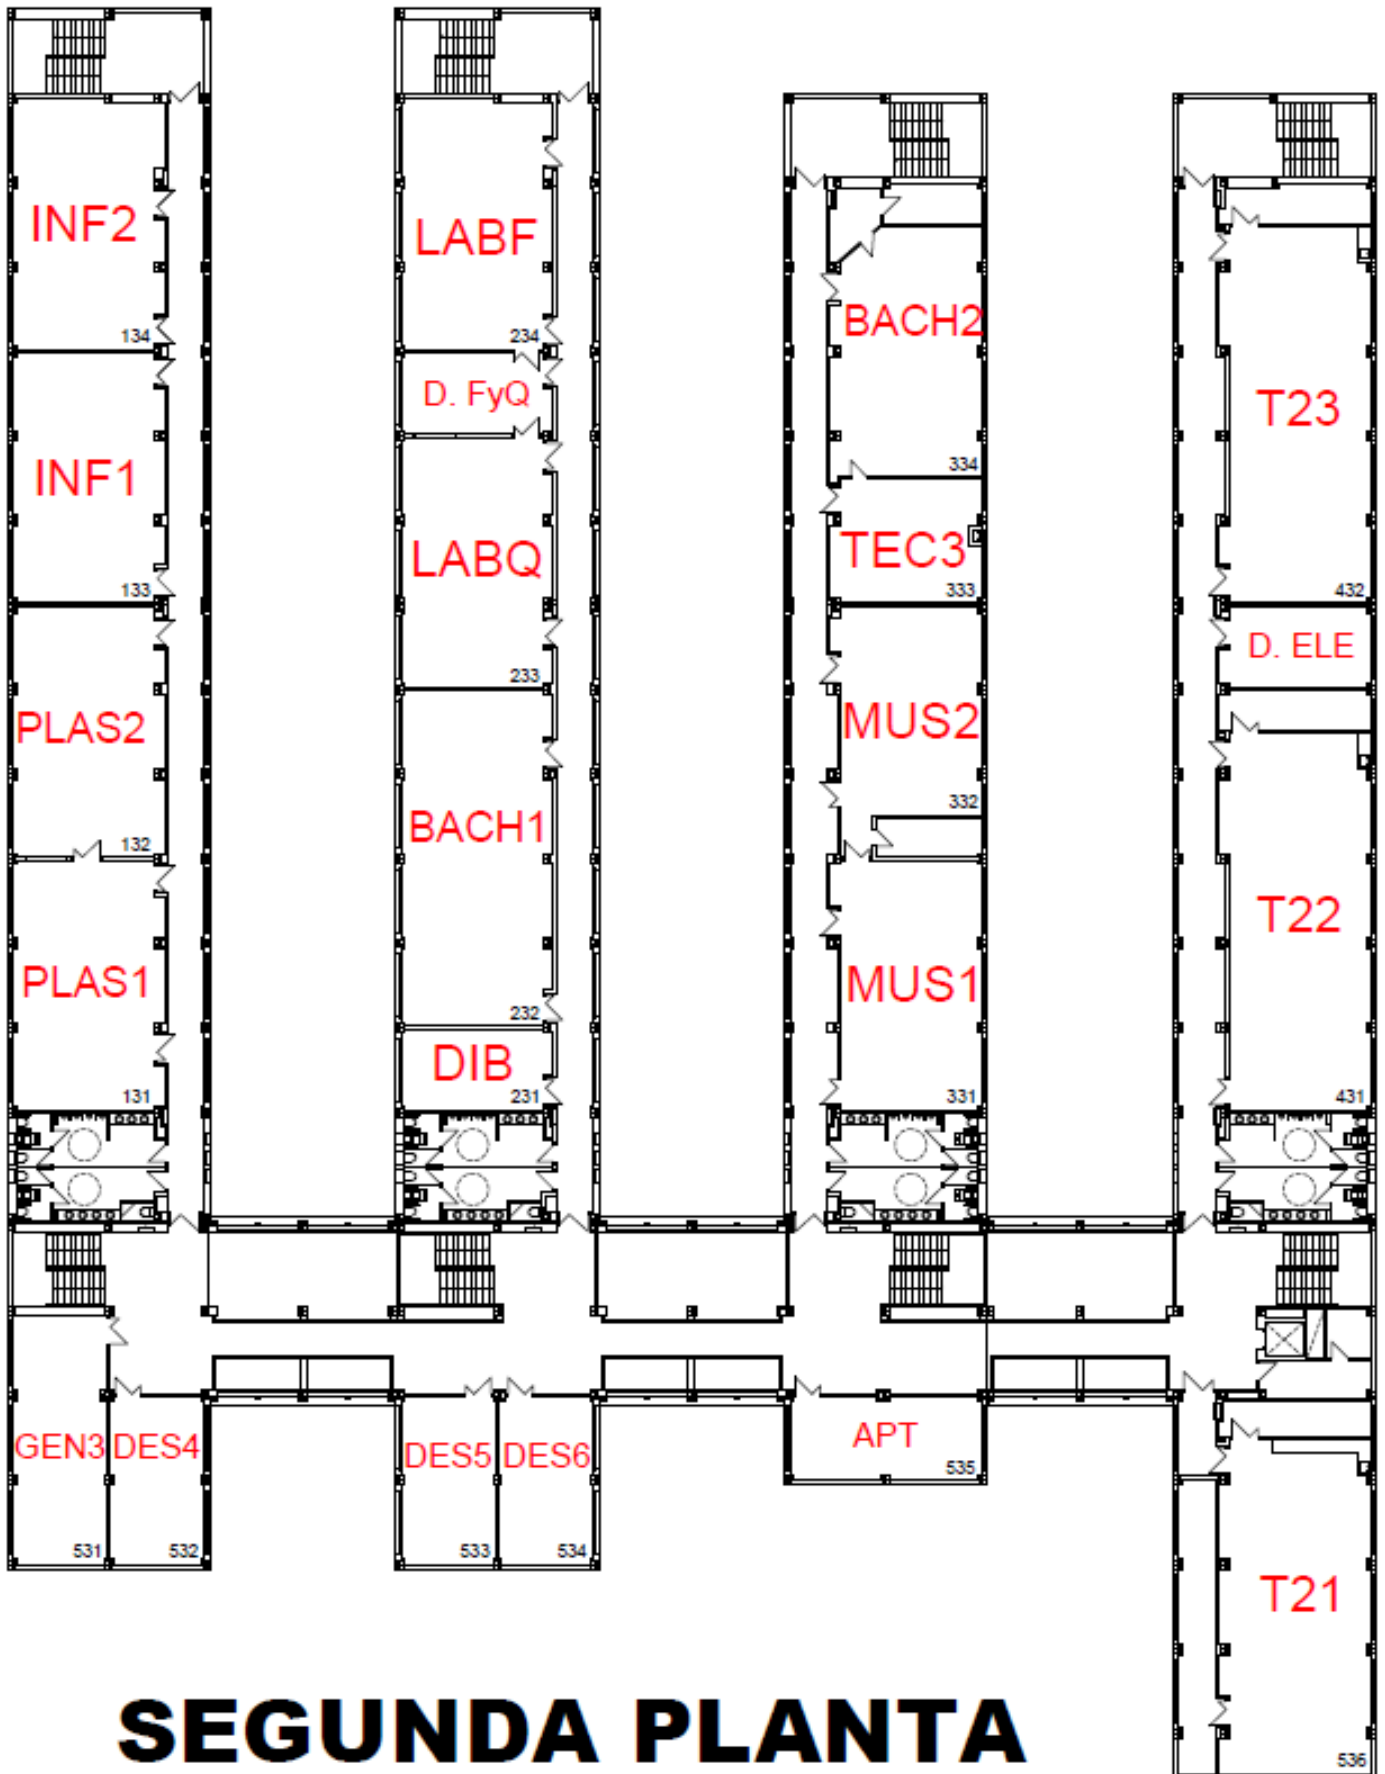 INF2
134
INF1
133
PLAS2
132
PLAS1
131
LABF
234
D. FyQ
LABQ
233
BACH1
232
DIB
231
BACH2
334
TEC3
333
MUS2
332
MUS1
331
T23
432
D. ELE
T22
431
GEN3
531
DES4
532
DES5
533
DES6
534
APT
535
T21
536
SEGUNDA PLANTA